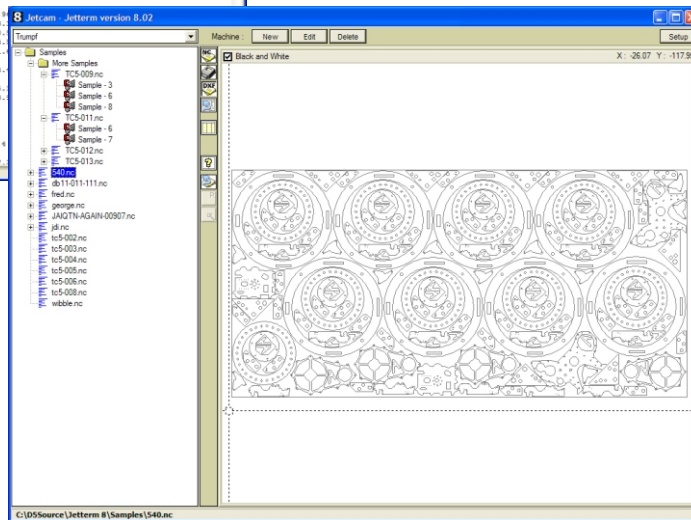 8 Jetcam - Jetterm version 8.02
Trumpf
Machine :
New
Edit
Delete
Setup
Samples
More Samples
TC5-009.nc
Sample - 3
Sample - 6
Sample - 8
TC5-011.nc
Sample - 6
Sample - 7
TC5-012.nc
TC5-013.nc
540.nc
db11-011-111.nc
fred.nc
george.nc
JAIQTN-AGAIN-00907.nc
jdi.nc
tc5-002.nc
tc5-003.nc
tc5-004.nc
tc5-005.nc
tc5-006.nc
tc5-008.nc
wibble.nc
NC
DXF
Black and White
X : -26.07 Y :
C:\D5Source\Jetterm 8\Samples\540.nc